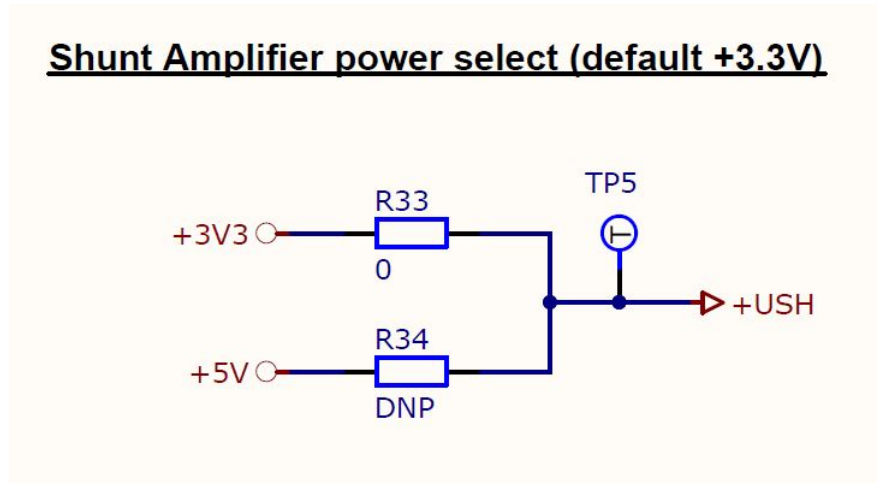 Shunt Amplifier power select (default +3.3V)
TP5
R33
+3V3
0
+USH
R34
+5V
DNP